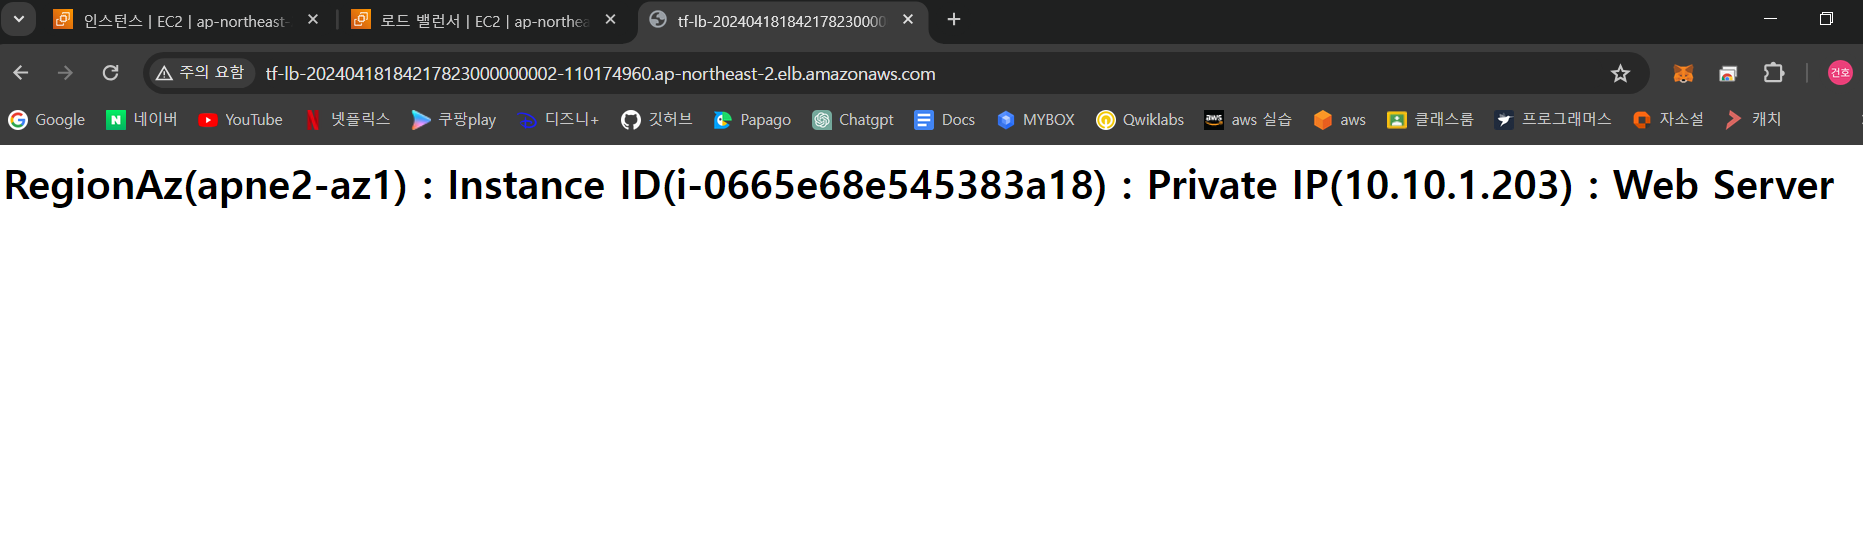 인스턴스 | EC2 | ap-northeast-
로드 밸런서 | EC2 | ap-northea
tf-lb-20240418184217823000
주의 요함
tf-lb-20240418184217823000000002-110174960.ap-northeast-2.elb.amazonaws.com
건호
Google
네이버
YouTube
넷플릭스
쿠팡play
디즈니+
깃허브
Papago
Chatgpt
Docs
MYBOX
Qwiklabs
aws
aws 실습
aws
클래스룸
프로그래머스
자소설
캐치
RegionAz(apne2-az1) : Instance ID(i-0665e68e545383a18) : Private IP(10.10.1.203) : Web Server